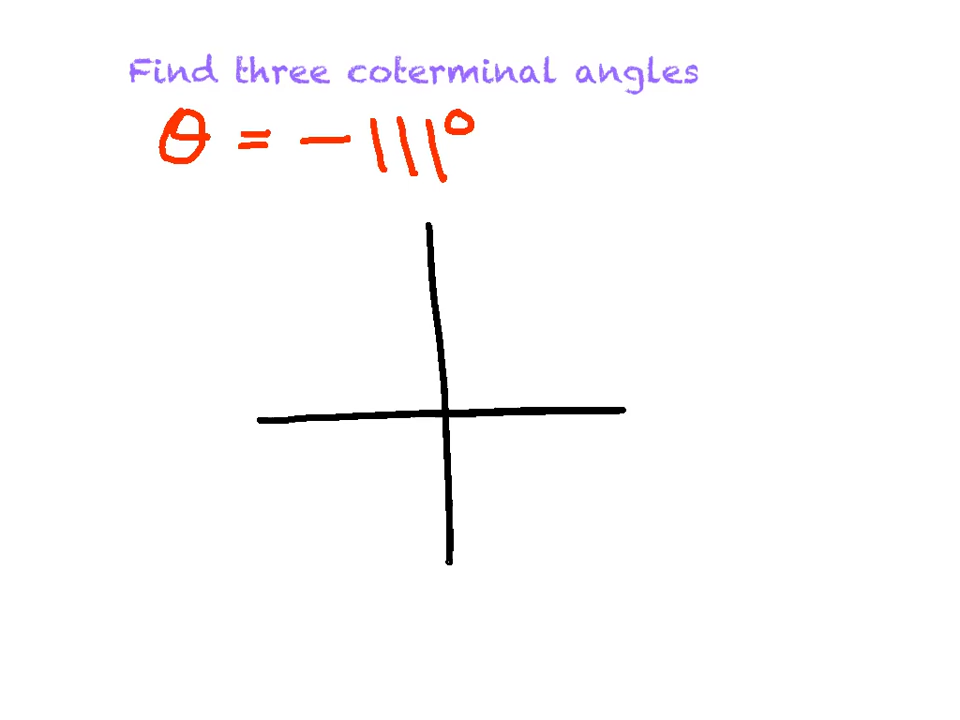 Find three coterminal angles
θ = -111°